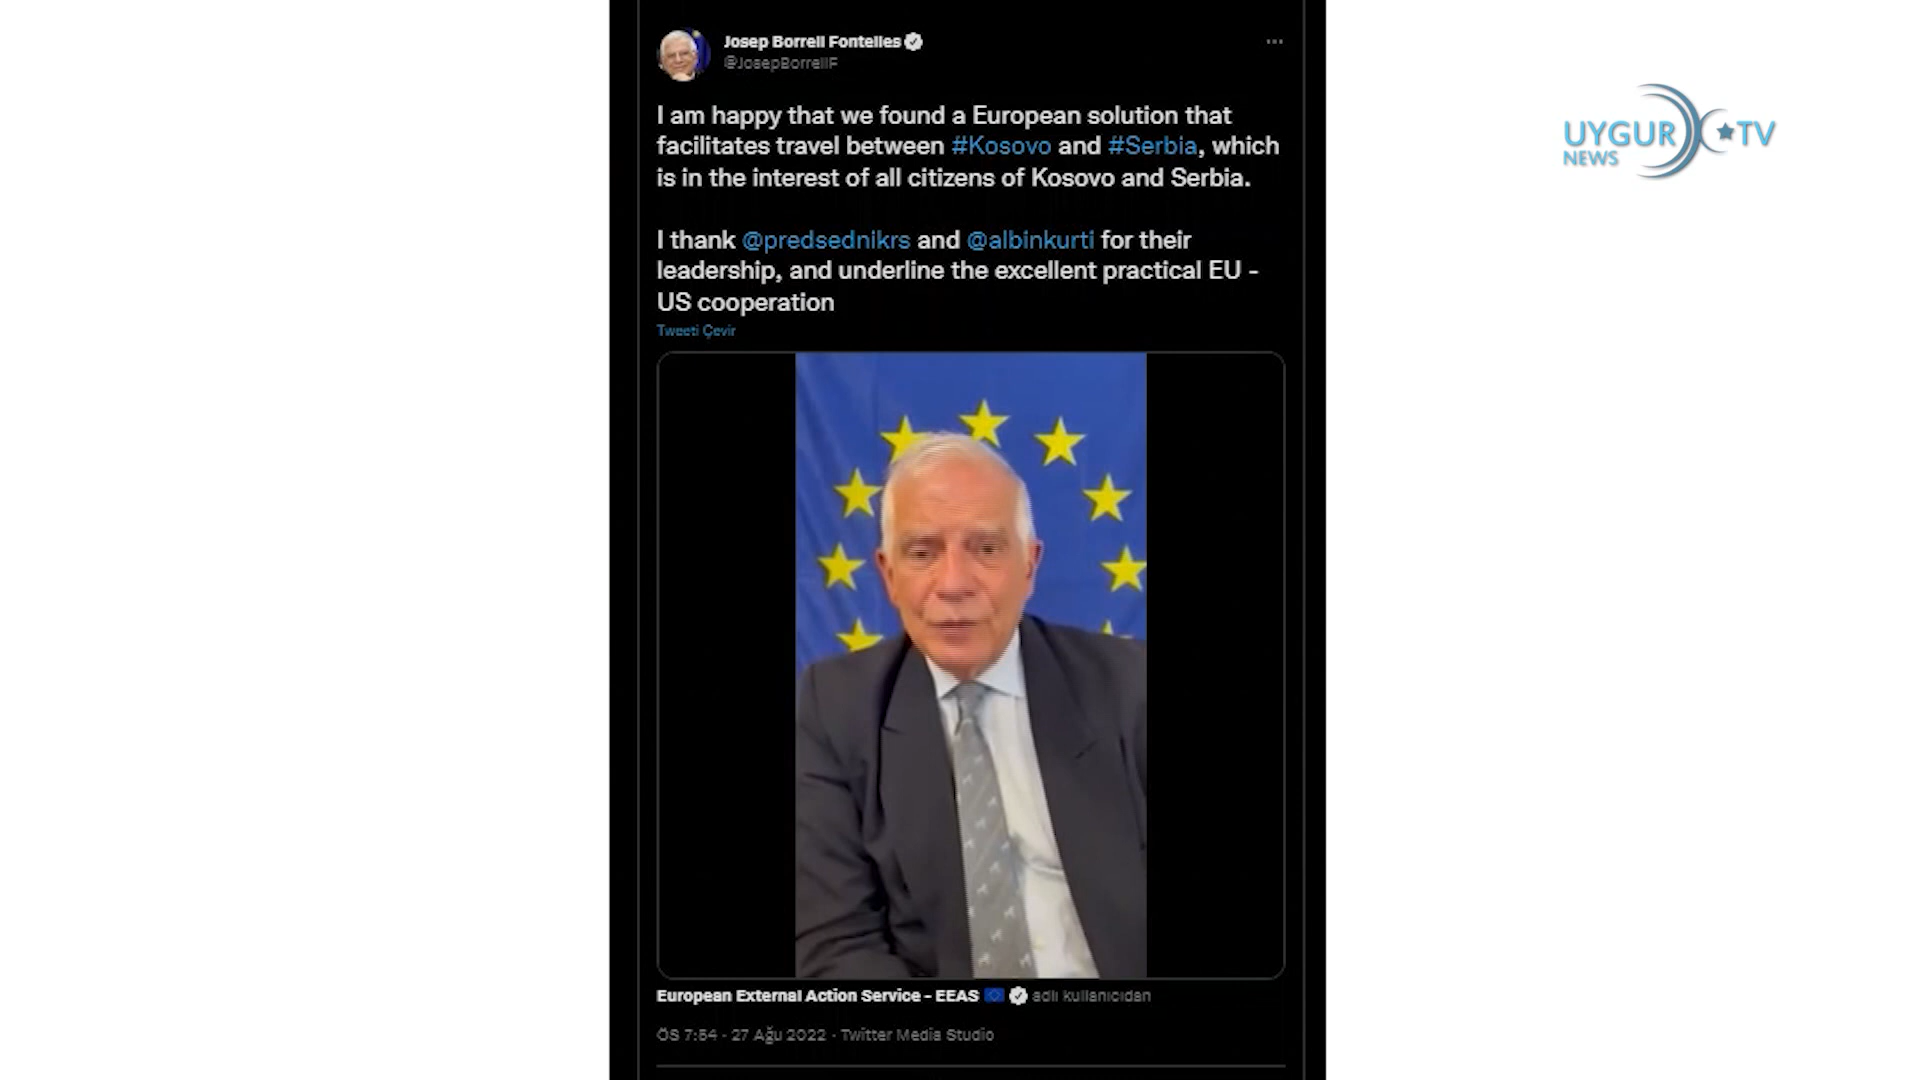 Josep Borrell Fontelles
@JosepBorrellF
I am happy that we found a European solution that
facilitates travel between #Kosovo and #Serbia, which
is in the interest of all citizens of Kosovo and Serbia.
I thank @predsednikrs and @albinkurti for their
leadership, and underline the excellent practical EU -
US cooperation
Tweeti Çevir
European External Action Service - EEAS adlı kullanıcıdan
ÖS 7:54 · 27 Ağu 2022 · Twitter Media Studio
UYGUR TV
NEWS